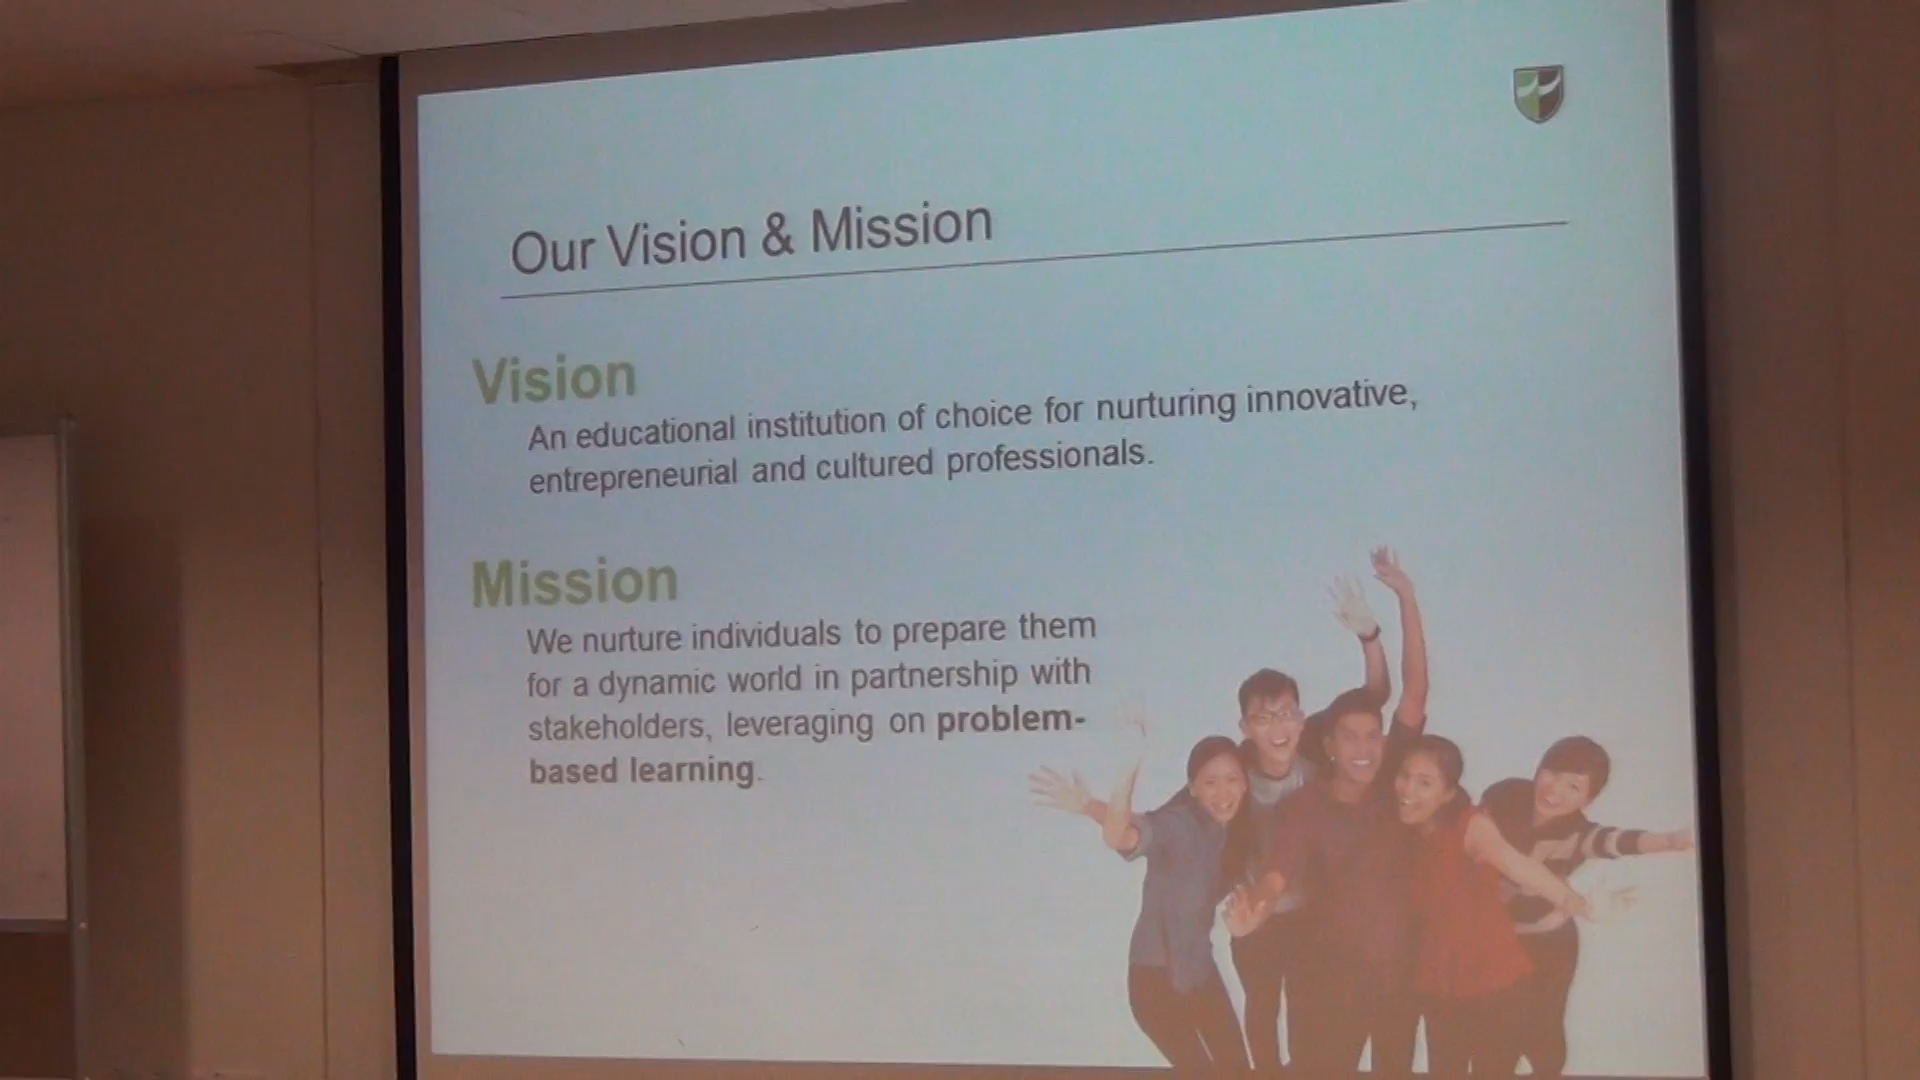 Our Vision & Mission
Vision
An educational institution of choice for nurturing innovative,
entrepreneurial and cultured professionals.
Mission
We nurture individuals to prepare them
for a dynamic world in partnership with
stakeholders, leveraging on problem-
based learning.